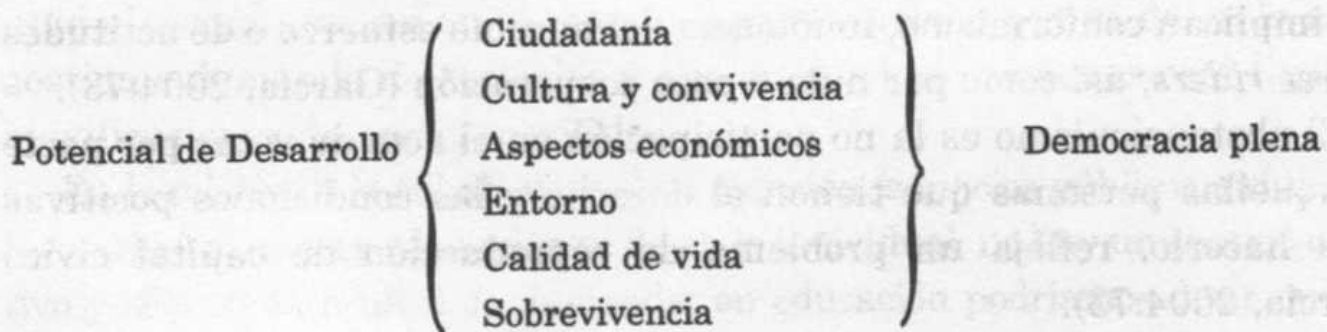 Ciudadanía
Cultura y convivencia
Potencial de Desarrollo Aspectos económicos Democracia plena
Entorno
Calidad de vida
Sobrevivencia